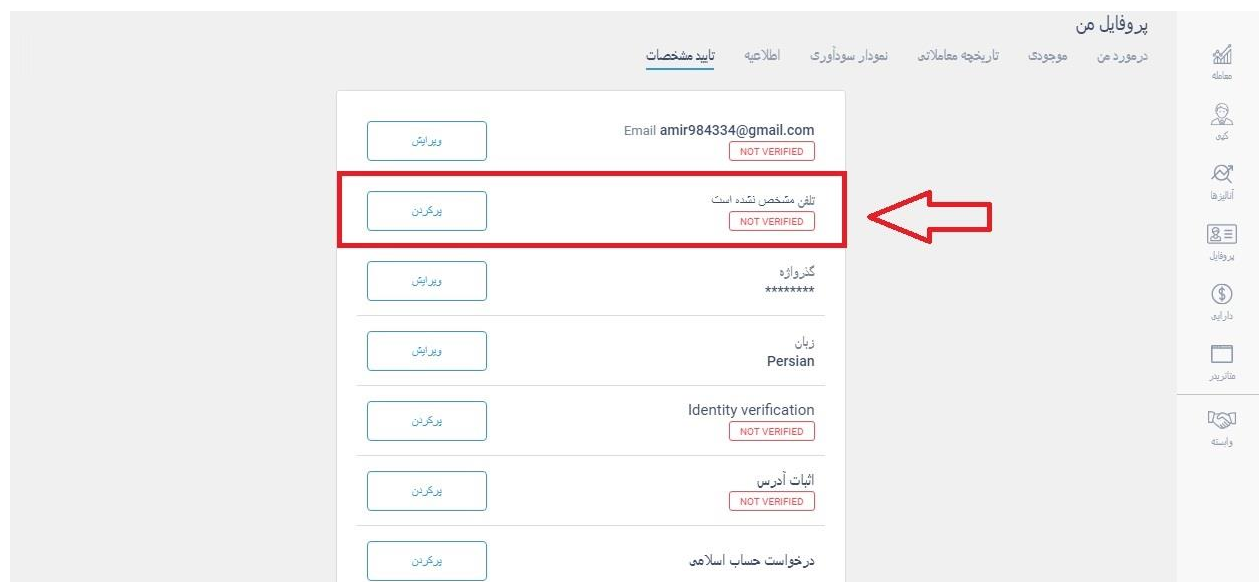 پروفایل من
درمورد من
موجودی
تاریخچه معاملاتی
نمودار سودآوری
اطلاعیه
تایید مشخصات
معامله
کپی
آنالیزها
پروفایل
دارایی
متاتریدر
وابسته
Email amir984334@gmail.com
NOT VERIFIED
ویرایش
تلفن مشخص نشده است
NOT VERIFIED
پرکردن
گذرواژه
********
ویرایش
زبان
Persian
ویرایش
Identity verification
NOT VERIFIED
پرکردن
اثبات آدرس
NOT VERIFIED
پرکردن
درخواست حساب اسلامی
پرکردن